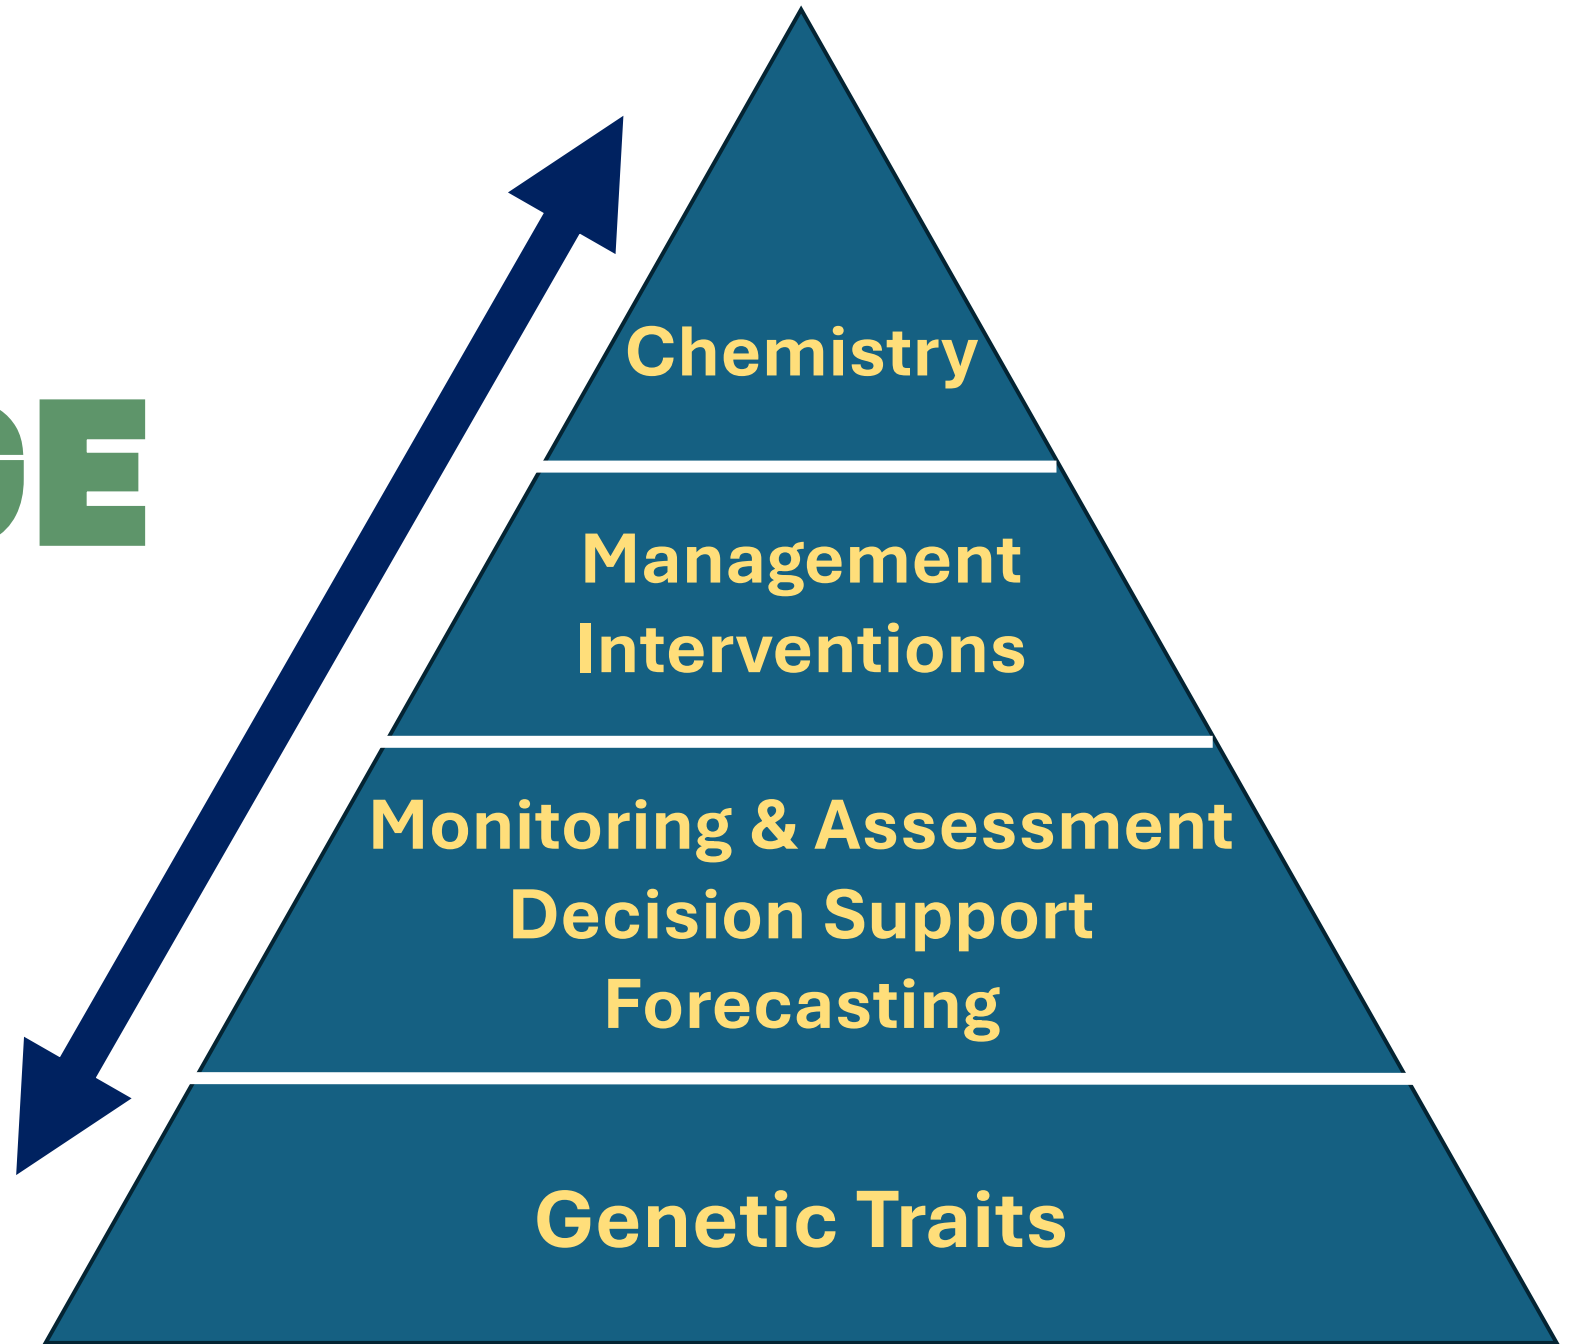 Chemistry
Management
Interventions
Monitoring & Assessment
Decision Support
Forecasting
Genetic Traits